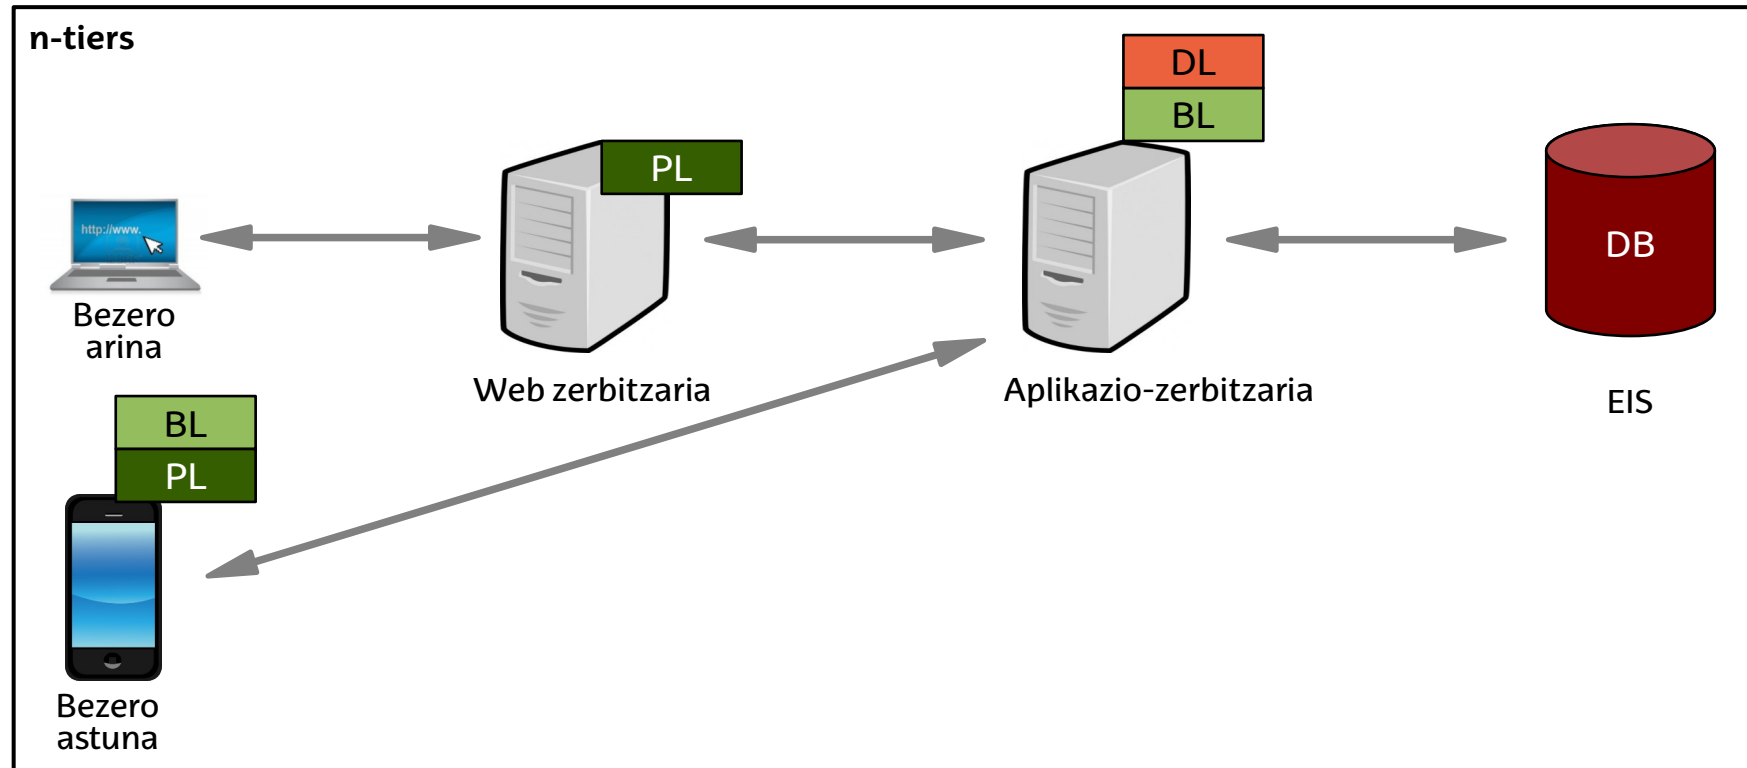 n-tiers
DL
BL
PL
http://www.
DB
Bezero
arina
Web zerbitzaria
Aplikazio-zerbitzaria
EIS
BL
PL
Bezero
astuna